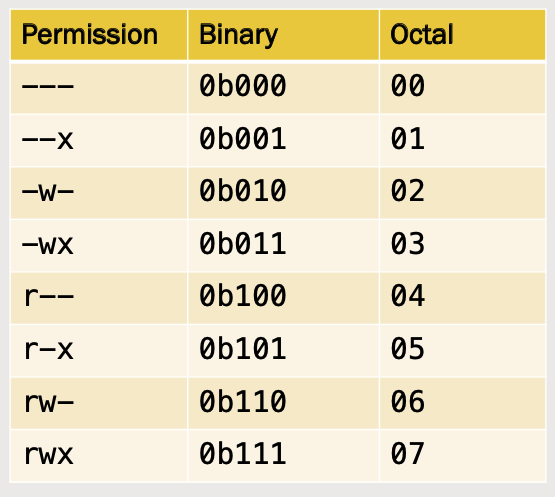 Permission Binary Octal
--- 0b000 00
--x 0b001 01
-w- 0b010 02
-wx 0b011 03
r-- 0b100 04
r-x 0b101 05
rw- 0b110 06
rwx 0b111 07